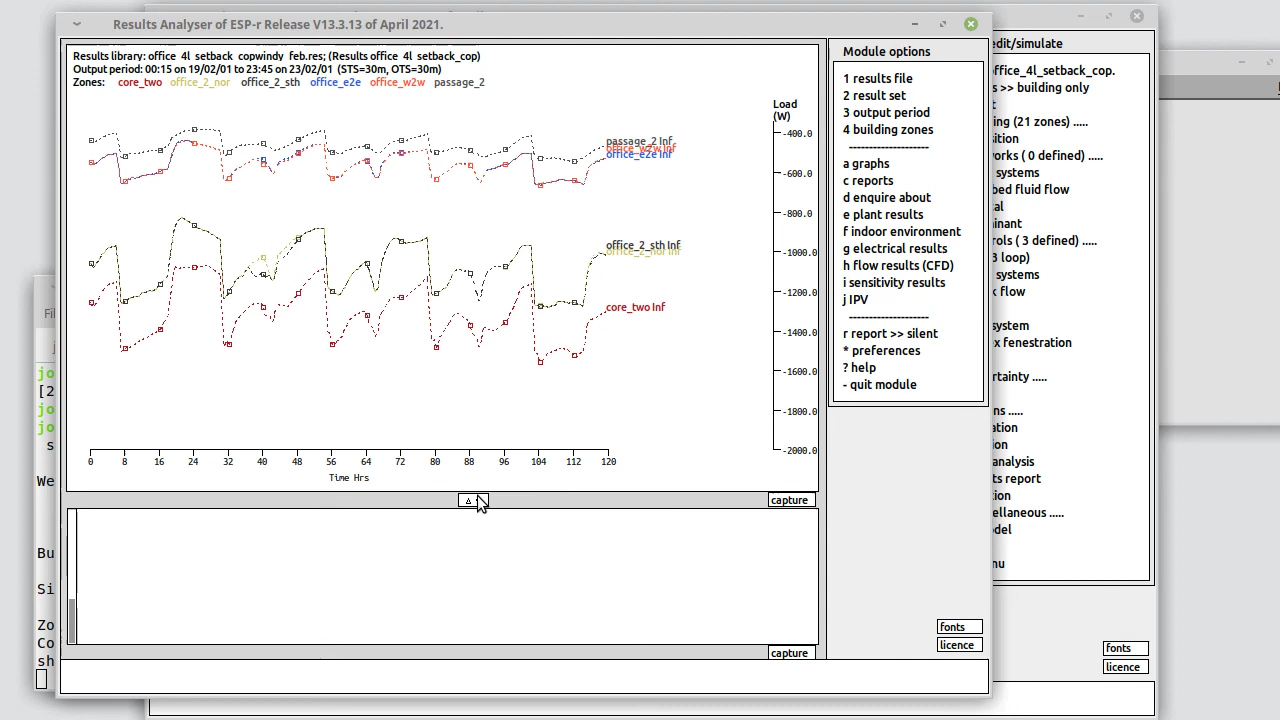 Results Analyser of ESP-r Release V13.3.13 of April 2021.
Results library: office_4l_setback_copwindy_feb.res; (Results office_4l_setback_cop)
Output period: 00:15 on 19/02/01 to 23:45 on 23/02/01 (STS=30m, OTS=30m)
Zones: core_two office_2_nor office_2_sth office_e2e office_w2w passage_2
Load
(W)
-400.0
-600.0
-800.0
-1000.0
-1200.0
-1400.0
-1600.0
-1800.0
-2000.0
passage_2 Inf
office_w2w Inf
office_e2e Inf
office_2_sth Inf
office_2_nor Inf
core_two Inf
0 8 16 24 32 40 48 56 64 72 80 88 96 104 112 120
Time Hrs
capture
capture
Module options
1 results file
2 result set
3 output period
4 building zones
--------------------
a graphs
c reports
d enquire about
e plant results
f indoor environment
g electrical results
h flow results (CFD)
i sensitivity results
j IPV
--------------------
r report >> silent
* preferences
? help
- quit module
fonts
licence
edit/simulate
office_4l_setback_cop.
s >> building only
t
ing (21 zones) .....
sition
works ( 0 defined) .....
systems
bed fluid flow
tal
minant
rols ( 3 defined) .....
3 loop)
systems
k flow
system
ex fenestration
rtainty .....
ns .....
ation
ion
analysis
ts report
tion
ellaneous .....
odel
nu
fonts
licence
Fil
j
jo
[2
jo
jo
s
We
Bu
Si
Zo
Co
sh